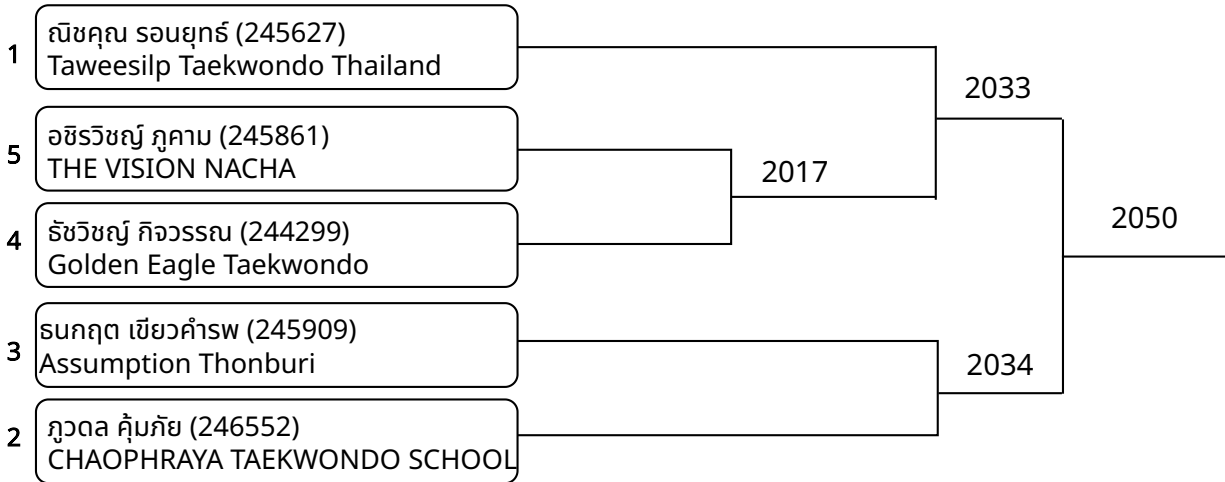 1
ณิชคุณ รอนยุทธ์ (245627)
Taweesilp Taekwondo Thailand
2033
5
อชิรวิชญ์ ภูคาม (245861)
THE VISION NACHA
2017
4
ธัชวิชญ์ กิจวรรณ (244299)
Golden Eagle Taekwondo
2050
3
ธนกฤต เขียวคำรพ (245909)
Assumption Thonburi
2034
2
ภูวดล คุ้มภัย (246552)
CHAOPHRAYA TAEKWONDO SCHOOL